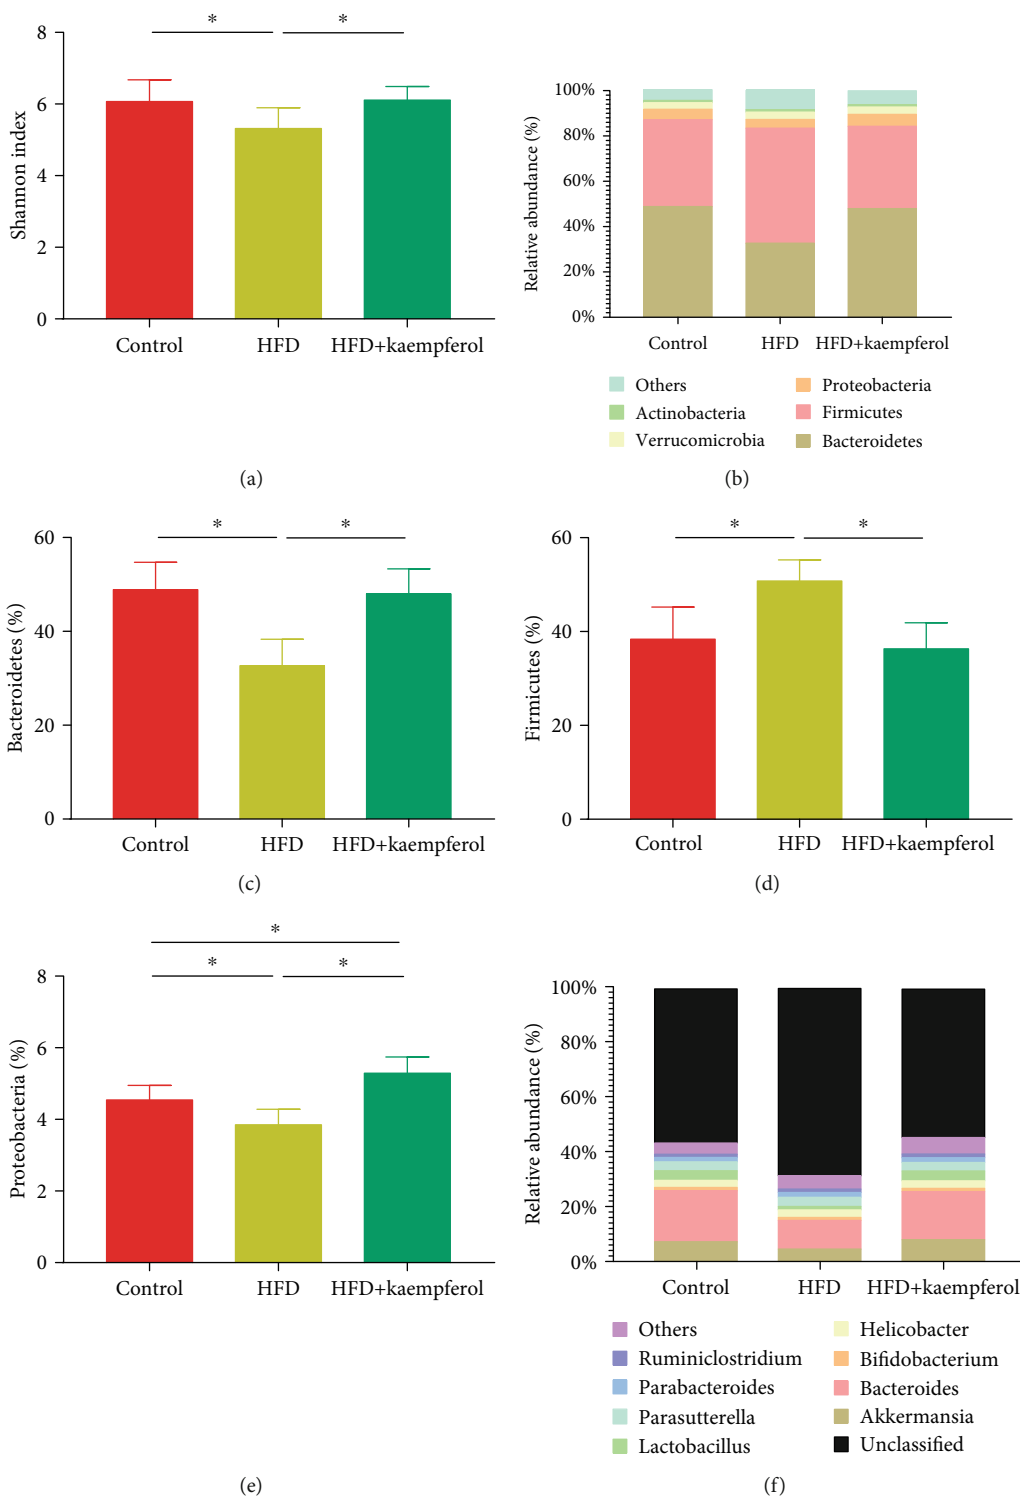 Shannon index
8
6
4
2
0
*
*
Control
HFD
HFD+kaempferol
(a)
Relative abundance (%)
100%
80%
60%
40%
20%
0%
Control
HFD
HFD+kaempferol
Others
Actinobacteria
Verrucomicrobia
Proteobacteria
Firmicutes
Bacteroidetes
(b)
Bacteroidetes (%)
60
40
20
0
*
*
Control
HFD
HFD+kaempferol
(c)
Firmicutes (%)
60
40
20
0
*
*
Control
HFD
HFD+kaempferol
(d)
Proteobacteria (%)
8
6
4
2
0
*
*
*
Control
HFD
HFD+kaempferol
(e)
Relative abundance (%)
100%
80%
60%
40%
20%
0%
Control
HFD
HFD+kaempferol
Others
Ruminiclostridium
Parabacteroides
Parasutterella
Lactobacillus
Helicobacter
Bifidobacterium
Bacteroides
Akkermansia
Unclassified
(f)